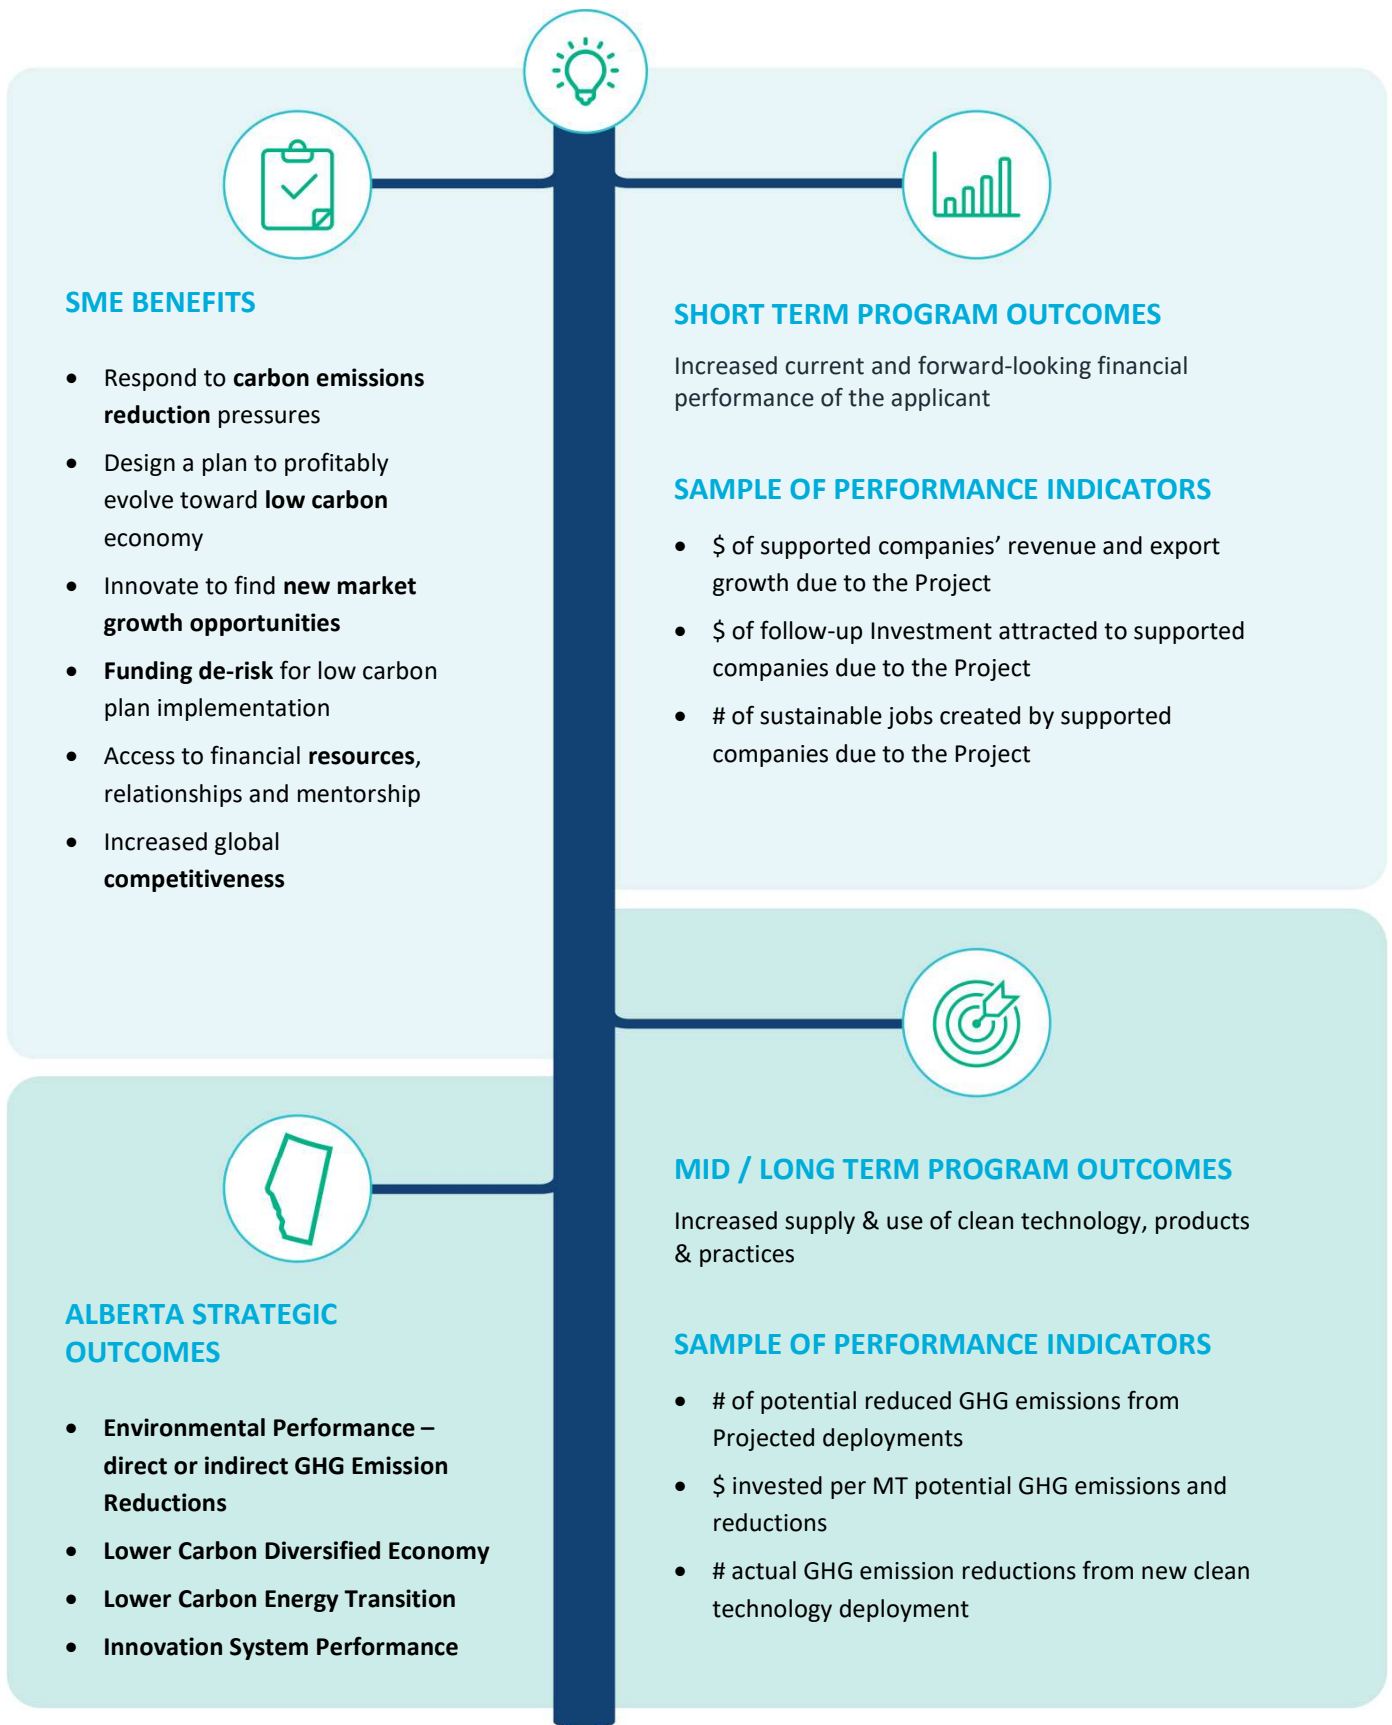 SME BENEFITS
• Respond to carbon emissions
reduction pressures
• Design a plan to profitably
evolve toward low carbon
economy
• Innovate to find new market
growth opportunities
• Funding de-risk for low carbon
plan implementation
• Access to financial resources,
relationships and mentorship
• Increased global
competitiveness
SHORT TERM PROGRAM OUTCOMES
Increased current and forward-looking financial
performance of the applicant
SAMPLE OF PERFORMANCE INDICATORS
• $ of supported companies’ revenue and export
growth due to the Project
• $ of follow-up Investment attracted to supported
companies due to the Project
• # of sustainable jobs created by supported
companies due to the Project
ALBERTA STRATEGIC
OUTCOMES
• Environmental Performance –
direct or indirect GHG Emission
Reductions
• Lower Carbon Diversified Economy
• Lower Carbon Energy Transition
• Innovation System Performance
MID / LONG TERM PROGRAM OUTCOMES
Increased supply & use of clean technology, products
& practices
SAMPLE OF PERFORMANCE INDICATORS
• # of potential reduced GHG emissions from
Projected deployments
• $ invested per MT potential GHG emissions and
reductions
• # actual GHG emission reductions from new clean
technology deployment